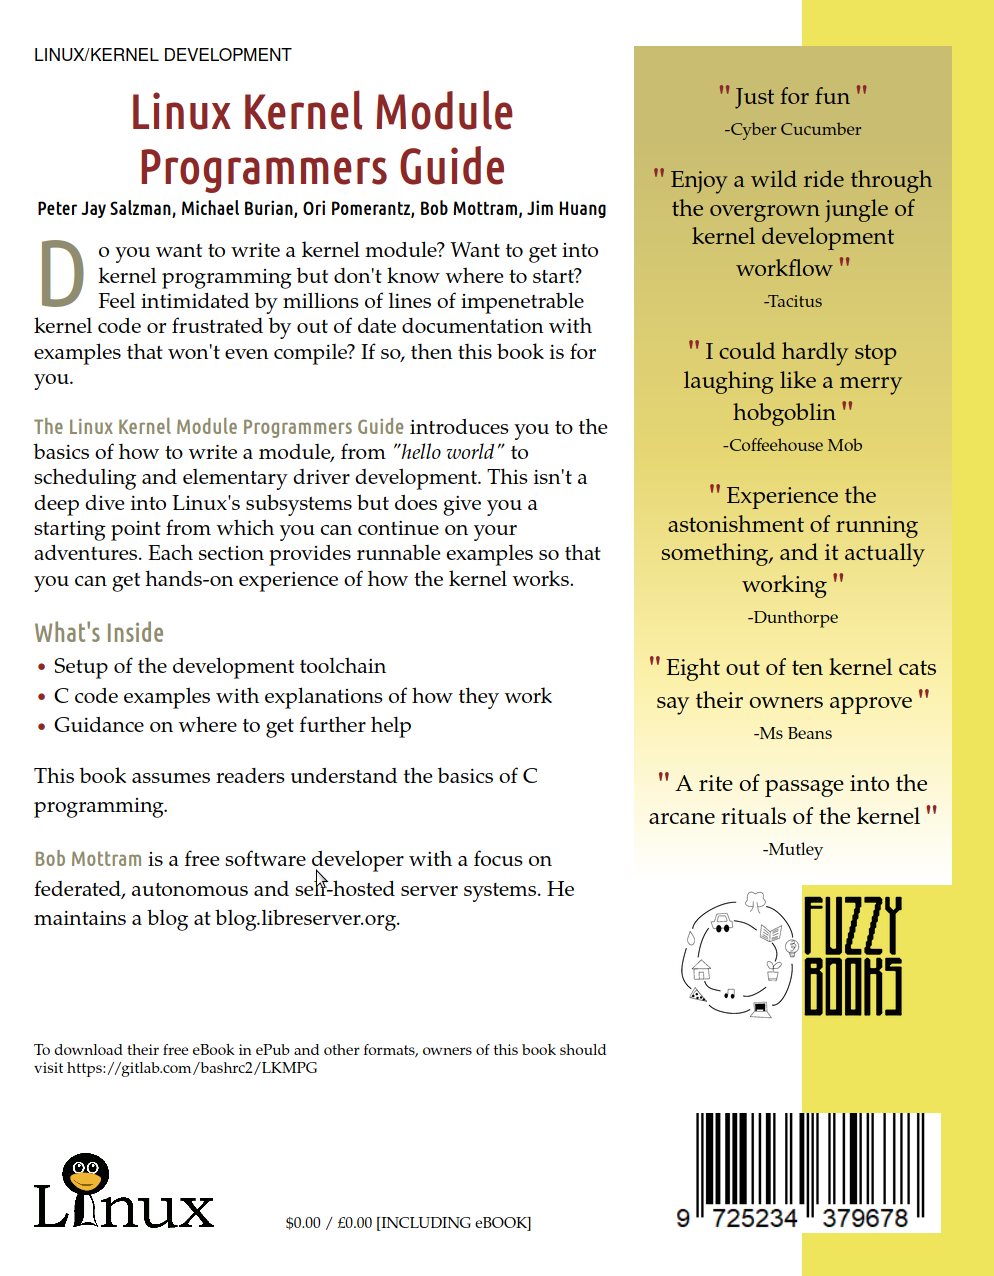 LINUX/KERNEL DEVELOPMENT
Linux Kernel Module
Programmers Guide
Peter Jay Salzman, Michael Burian, Ori Pomerantz, Bob Mottram, Jim Huang
Do you want to write a kernel module? Want to get into
kernel programming but don't know where to start?
Feel intimidated by millions of lines of impenetrable
kernel code or frustrated by out of date documentation with
examples that won't even compile? If so, then this book is for
you.
The Linux Kernel Module Programmers Guide introduces you to the
basics of how to write a module, from "hello world" to
scheduling and elementary driver development. This isn't a
deep dive into Linux's subsystems but does give you a
starting point from which you can continue on your
adventures. Each section provides runnable examples so that
you can get hands-on experience of how the kernel works.
What's Inside
• Setup of the development toolchain
• C code examples with explanations of how they work
• Guidance on where to get further help
This book assumes readers understand the basics of C
programming.
Bob Mottram is a free software developer with a focus on
federated, autonomous and self-hosted server systems. He
maintains a blog at blog.libreserver.org.
To download their free eBook in ePub and other formats, owners of this book should
visit https://gitlab.com/bashrc2/LKMPG
Linux
$0.00 / £0.00 [INCLUDING eBOOK]
" Just for fun "
-Cyber Cucumber
" Enjoy a wild ride through
the overgrown jungle of
kernel development
workflow "
-Tacitus
" I could hardly stop
laughing like a merry
hobgoblin "
-Coffeehouse Mob
" Experience the
astonishment of running
something, and it actually
working "
-Dunthorpe
" Eight out of ten kernel cats
say their owners approve "
-Ms Beans
" A rite of passage into the
arcane rituals of the kernel "
-Mutley
FUZZY
BOOKS
9 725234 379678